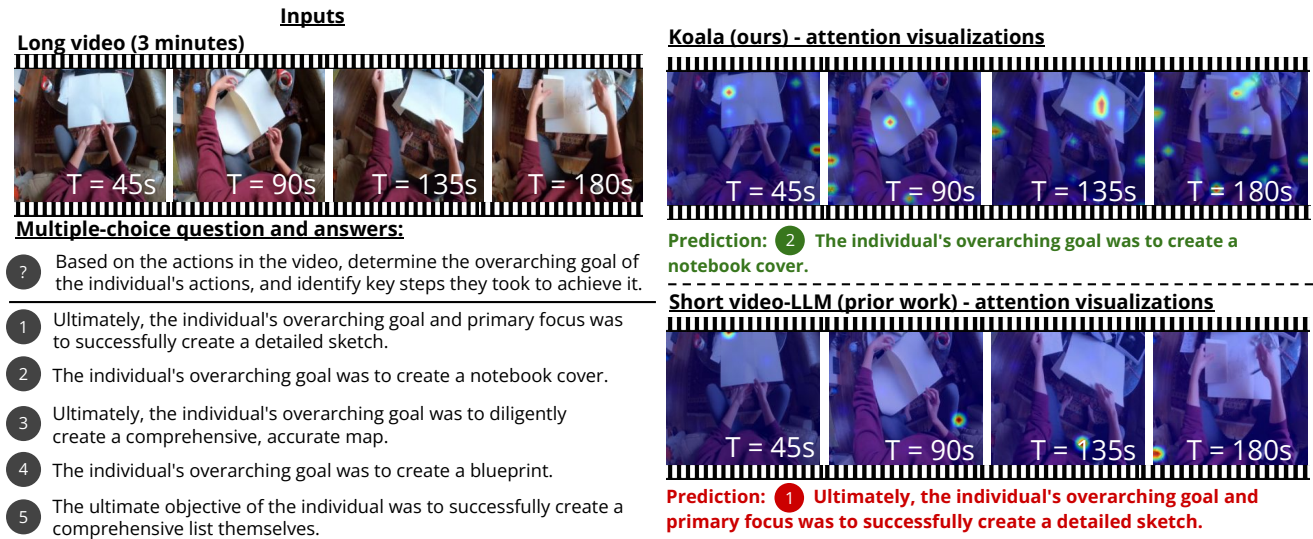 Inputs
Long video (3 minutes)
T = 45s
T = 90s
T = 135s
T = 180s
Multiple-choice question and answers:
? Based on the actions in the video, determine the overarching goal of
the individual's actions, and identify key steps they took to achieve it.
1 Ultimately, the individual's overarching goal and primary focus was
to successfully create a detailed sketch.
2 The individual's overarching goal was to create a notebook cover.
3 Ultimately, the individual's overarching goal was to diligently
create a comprehensive, accurate map.
4 The individual's overarching goal was to create a blueprint.
5 The ultimate objective of the individual was to successfully create a
comprehensive list themselves.
Koala (ours) - attention visualizations
T = 45s
T = 90s
T = 135s
T = 180s
Prediction: 2 The individual's overarching goal was to create a
notebook cover.
Short video-LLM (prior work) - attention visualizations
T = 45s
T = 90s
T = 135s
T = 180s
Prediction: 1 Ultimately, the individual's overarching goal and
primary focus was to successfully create a detailed sketch.